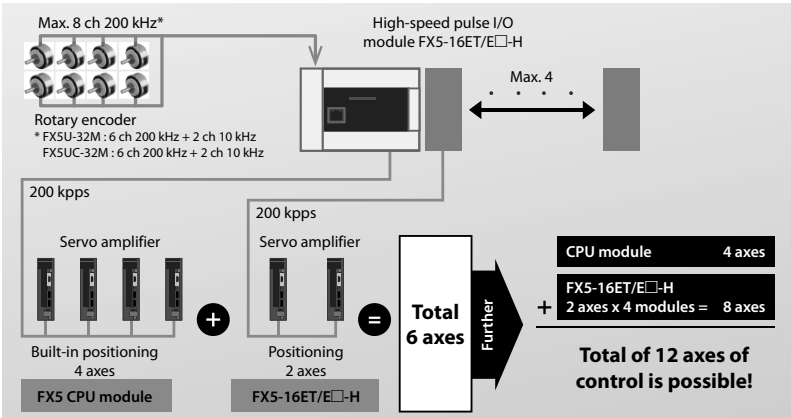 Max. 8 ch 200 kHz*
High-speed pulse I/O
module FX5-16ET/E□-H
Max. 4
Rotary encoder
* FX5U-32M : 6 ch 200 kHz + 2 ch 10 kHz
FX5UC-32M : 6 ch 200 kHz + 2 ch 10 kHz
200 kpps
200 kpps
Servo amplifier
Servo amplifier
+
=
Total
6 axes
Further
CPU module 4 axes
+
FX5-16ET/E□-H
2 axes x 4 modules = 8 axes
Total of 12 axes of
control is possible!
Built-in positioning
4 axes
FX5 CPU module
Positioning
2 axes
FX5-16ET/E□-H